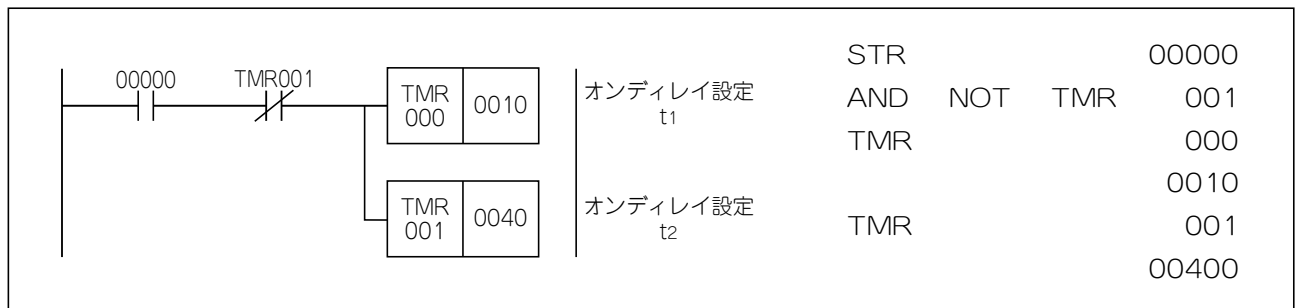 00000 TMR001
TMR 000 0010
オンディレイ設定
t1
TMR 001 0040
オンディレイ設定
t2
STR 00000
AND NOT TMR 001
TMR 000
0010
TMR 001
00400